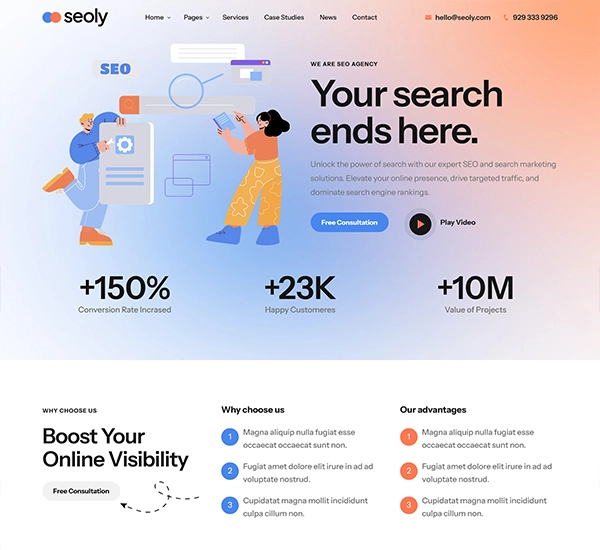 seoly
Home Pages Services Case Studies News Contact
hello@seoly.com 929 333 9296
SEO
WE ARE SEO AGENCY
Your search
ends here.
Unlock the power of search with our expert SEO and search marketing
solutions. Elevate your online presence, drive targeted traffic, and
dominate search engine rankings.
Free Consultation Play Video
+150%
Conversion Rate Incrased
+23K
Happy Customeres
+10M
Value of Projects
WHY CHOOSE US
Boost Your
Online Visibility
Free Consultation
Why choose us
1 Magna aliquip nulla fugiat esse
occaecat occaecat sunt non.
2 Fugiat amet dolore elit irure in ad ad
voluptate nostrud.
3 Cupidatat magna mollit incididunt
culpa cillum non.
Our advantages
1 Magna aliquip nulla fugiat esse
occaecat occaecat sunt non.
2 Fugiat amet dolore elit irure in ad ad
voluptate nostrud.
3 Cupidatat magna mollit incididunt
culpa cillum non.